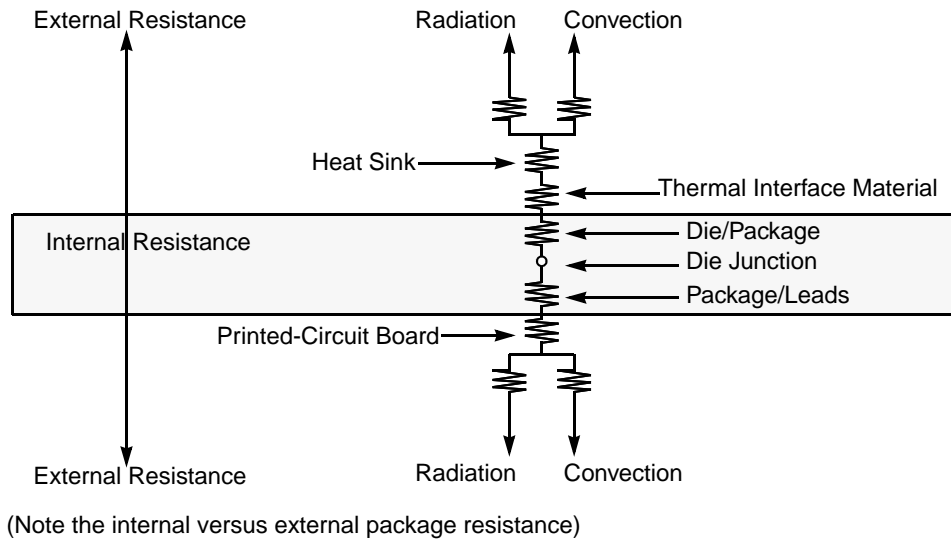 External Resistance
Radiation
Convection
Heat Sink
Thermal Interface Material
Internal Resistance
Die/Package
Die Junction
Package/Leads
Printed-Circuit Board
External Resistance
Radiation
Convection
(Note the internal versus external package resistance)